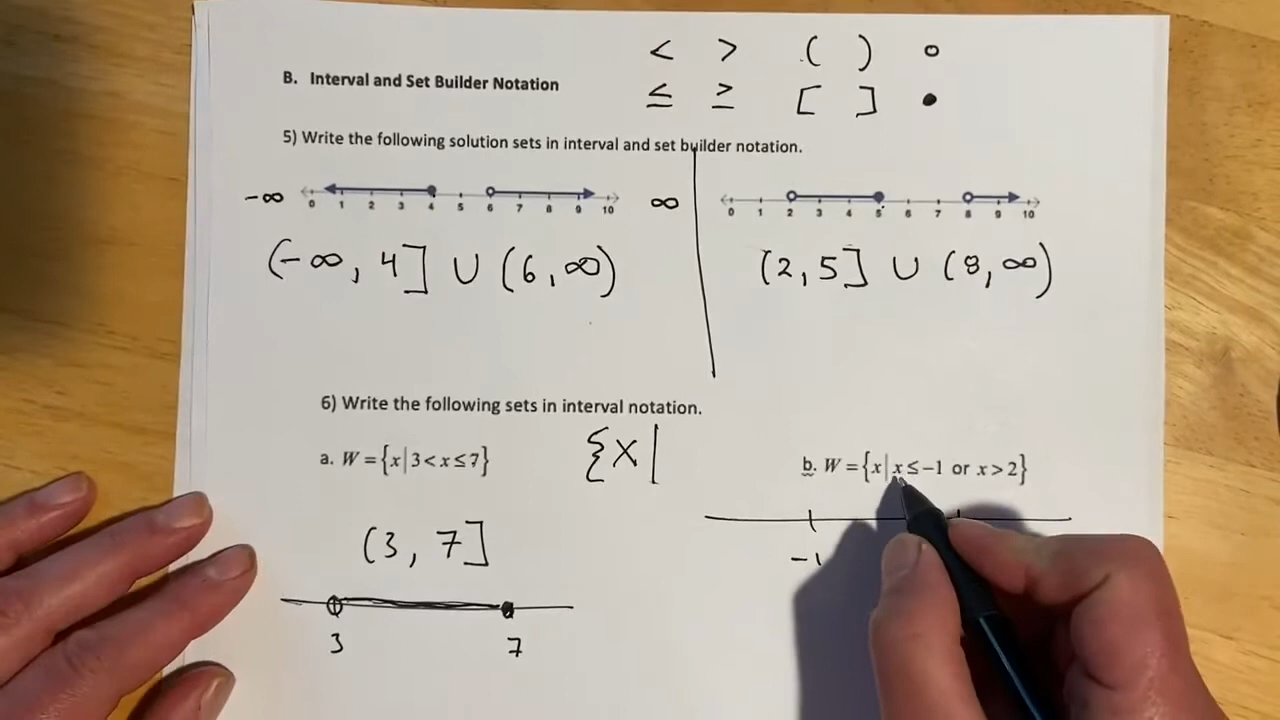 < > ( ) ○
B. Interval and Set Builder Notation
≤ ≥ [ ] ●
5) Write the following solution sets in interval and set builder notation.
-∞ 0 1 2 3 4 5 6 7 8 9 10 ∞
0 1 2 3 4 5 6 7 8 9 10
(-∞, 4] ∪ (6, ∞)
(2, 5] ∪ (8, ∞)
6) Write the following sets in interval notation.
a. W = {x|3<x≤7}
{x|
b. W = {x|x≤-1 or x>2}
(3, 7]
-1
3 7